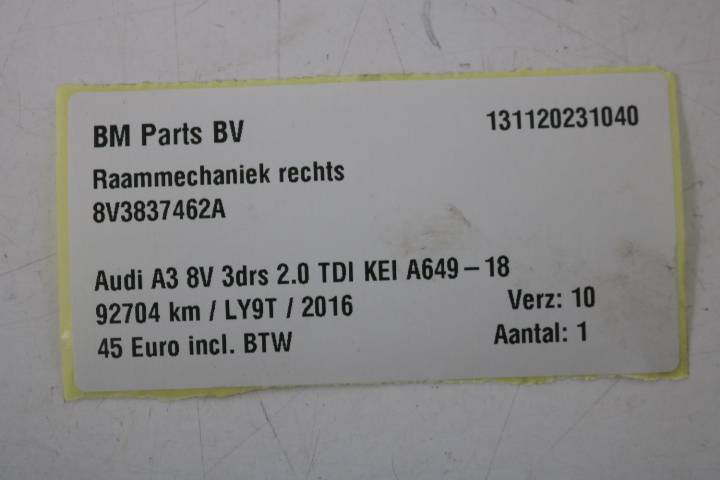 BM Parts BV 131120231040
Raammechaniek rechts
8V3837462A
Audi A3 8V 3drs 2.0 TDI KEI A649-18
92704 km / LY9T / 2016 Verz: 10
45 Euro incl. BTW Aantal: 1